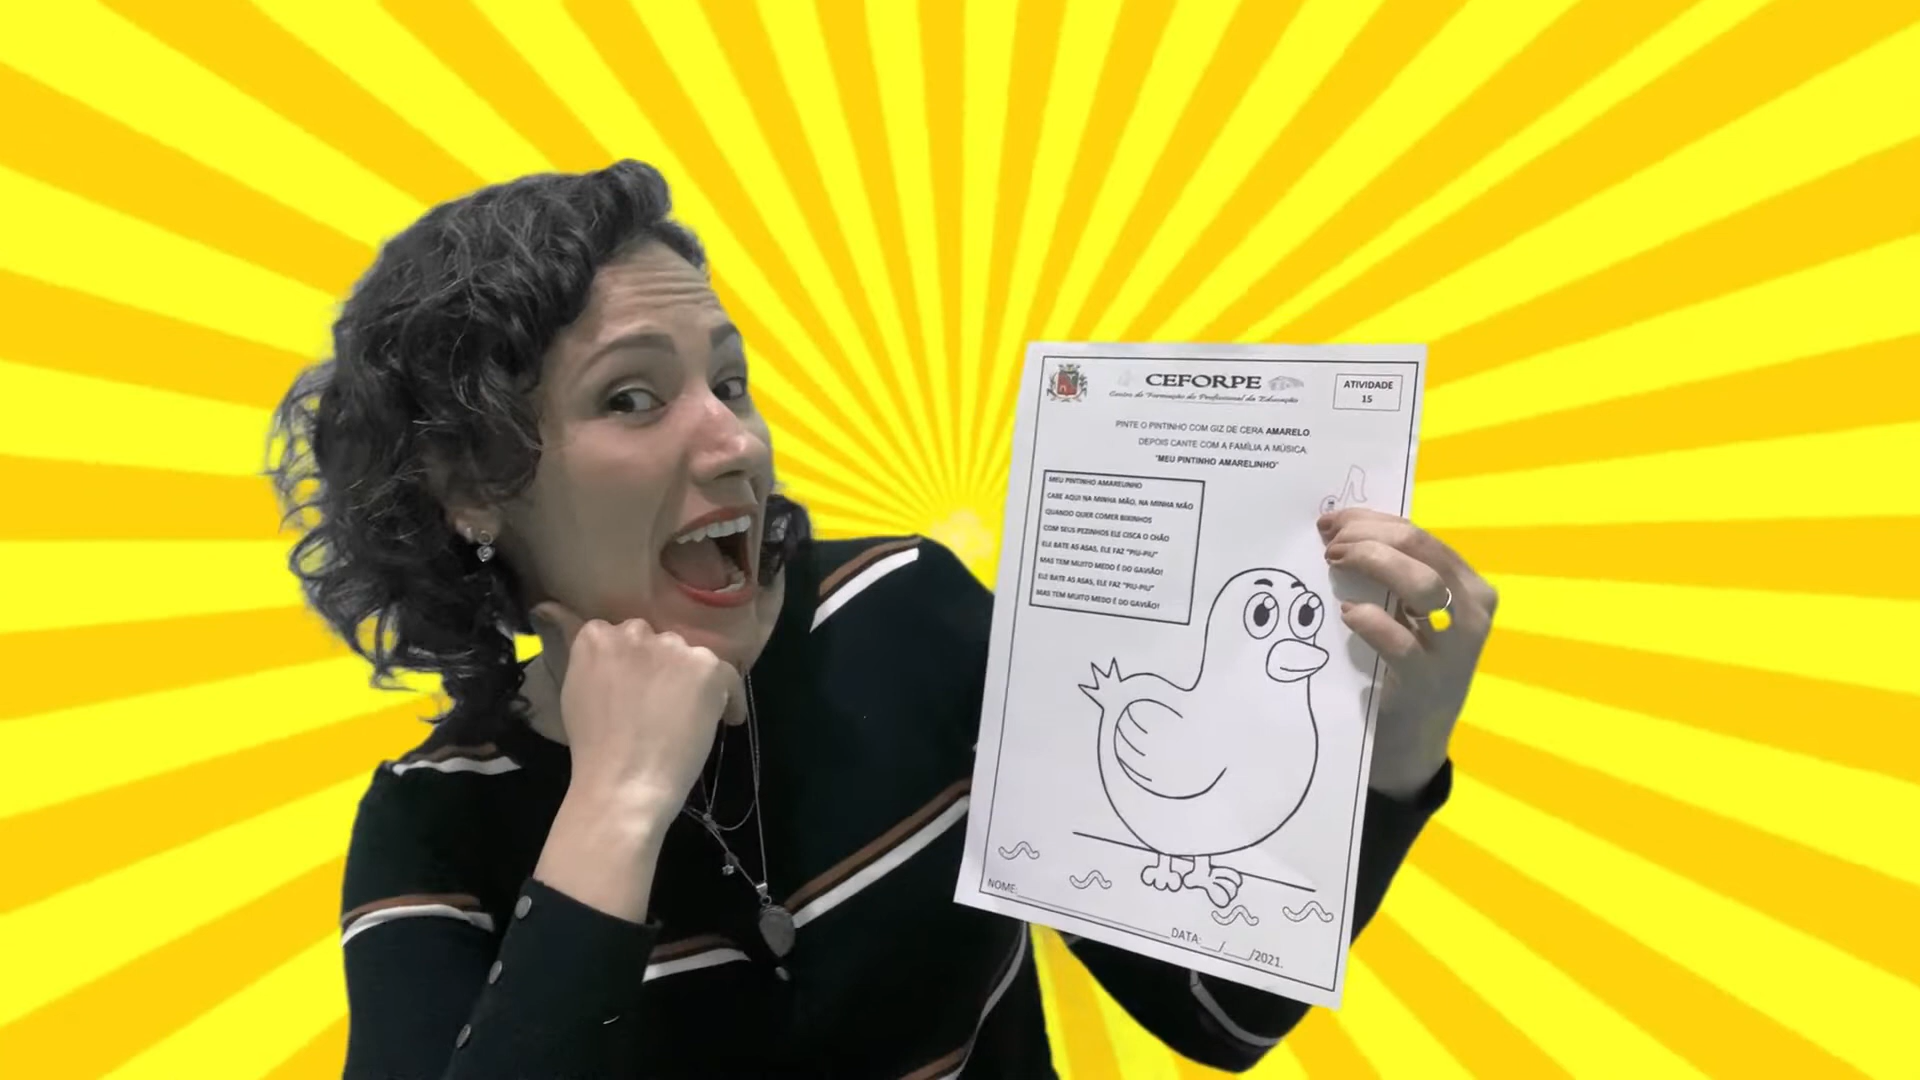 CEFORPE
Centro de Formação do Profissional da Educação
ATIVIDADE
15
PINTE O PINTINHO COM GIZ DE CERA AMARELO.
DEPOIS CANTE COM A FAMÍLIA A MÚSICA,
"MEU PINTINHO AMARELINHO"
MEU PINTINHO AMARELINHO
CABE AQUI NA MINHA MÃO, NA MINHA MÃO
QUANDO QUER COMER BIXINHOS
COM SEUS PEZINHOS ELE CISCA O CHÃO
ELE BATE AS ASAS, ELE FAZ "PIU-PIU"
MAS TEM MUITO MEDO É DO GAVIÃO!
ELE BATE AS ASAS, ELE FAZ "PIU-PIU"
MAS TEM MUITO MEDO É DO GAVIÃO!
NOME:
DATA:__/___/2021.